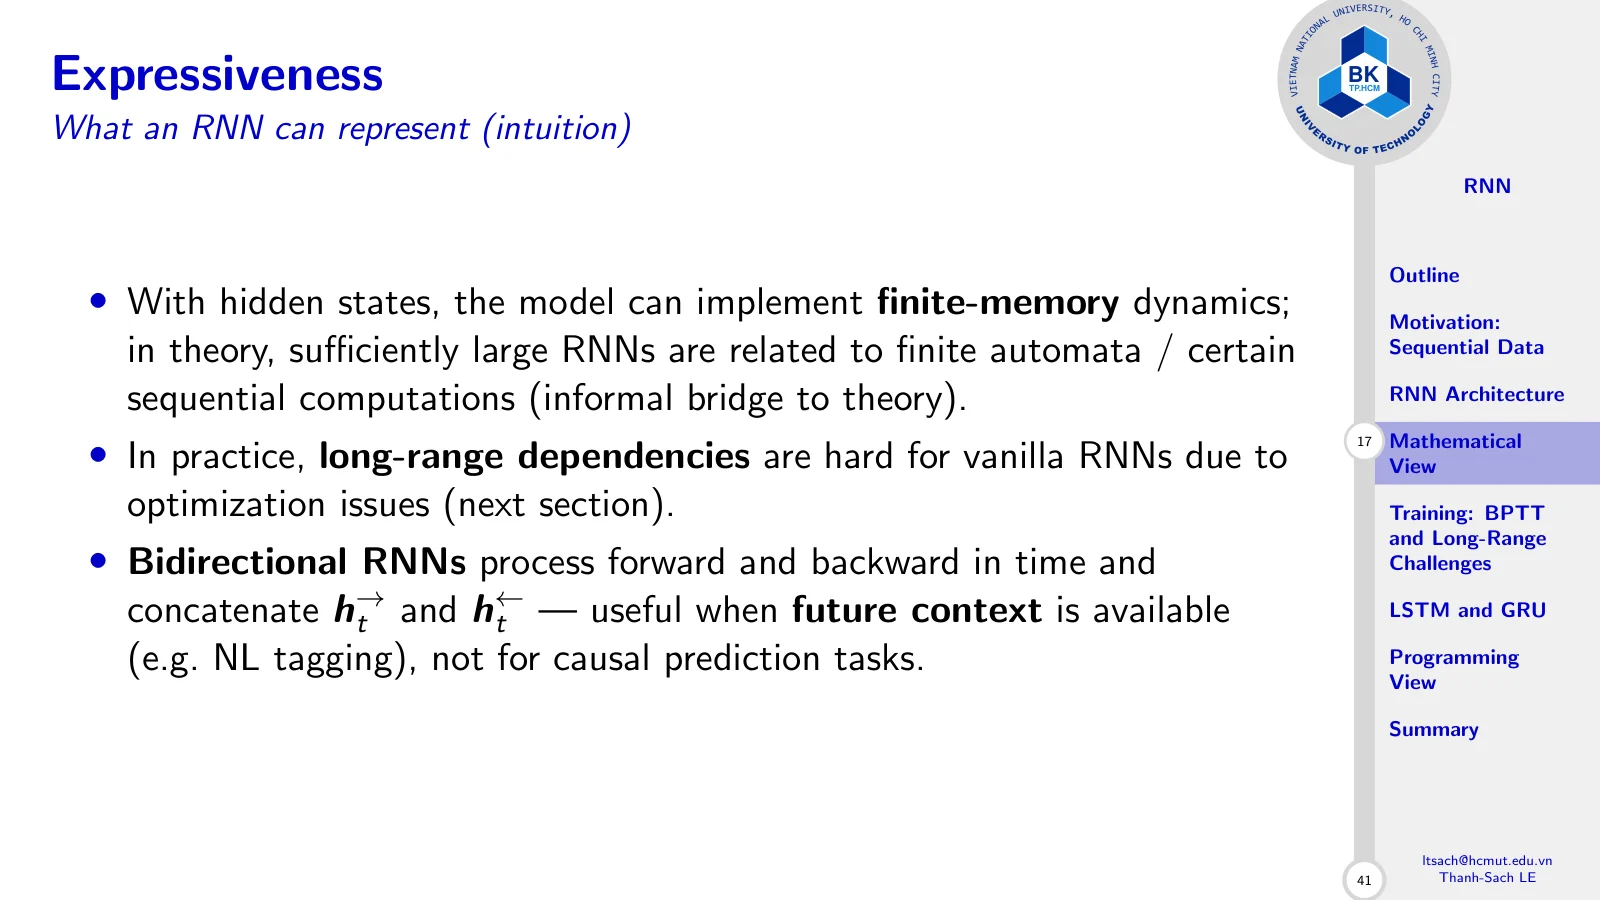 Expressiveness
What an RNN can represent (intuition)
• With hidden states, the model can implement finite-memory dynamics;
in theory, sufficiently large RNNs are related to finite automata / certain
sequential computations (informal bridge to theory).
• In practice, long-range dependencies are hard for vanilla RNNs due to
optimization issues (next section).
• Bidirectional RNNs process forward and backward in time and
concatenate h→t and h←t — useful when future context is available
(e.g. NL tagging), not for causal prediction tasks.
VIETNAM NATIONAL UNIVERSITY, HO CHI MINH CITY
BK
TP.HCM
UNIVERSITY OF TECHNOLOGY
RNN
Outline
Motivation:
Sequential Data
RNN Architecture
17
Mathematical
View
Training: BPTT
and Long-Range
Challenges
LSTM and GRU
Programming
View
Summary
ltsach@hcmut.edu.vn
Thanh-Sach LE
41